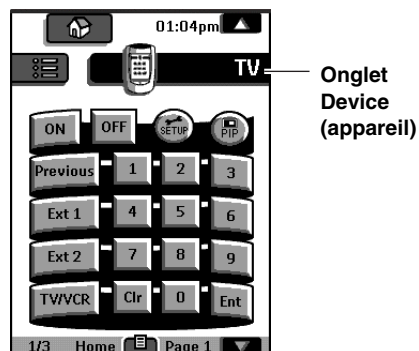 01:04pm
TV
Onglet
Device
(appareil)
ON OFF SETUP PIP
Previous 1 2 3
Ext 1 4 5 6
Ext 2 7 8 9
TV/VCR Clr 0 Ent
1/3 Home Page 1